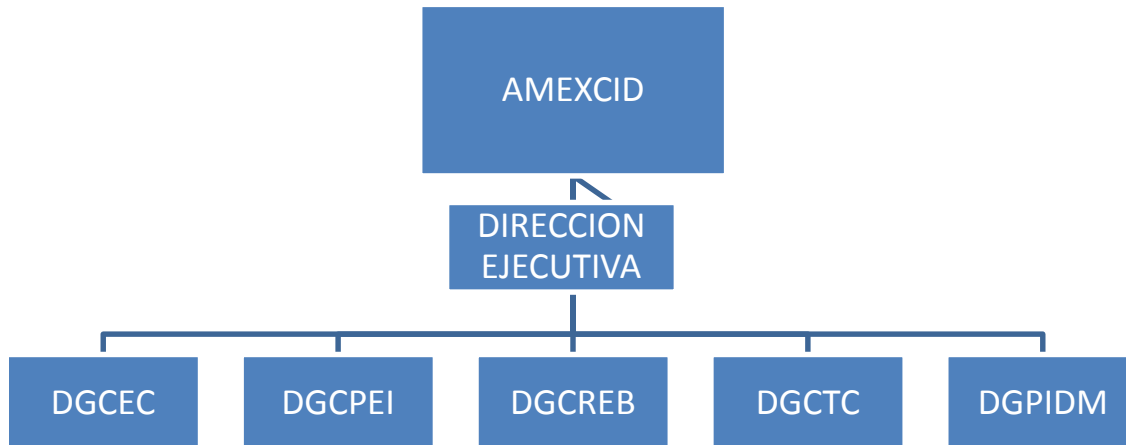 AMEXCID
DIRECCION
EJECUTIVA
DGCEC
DGCPEI
DGCREB
DGCTC
DGPIDM